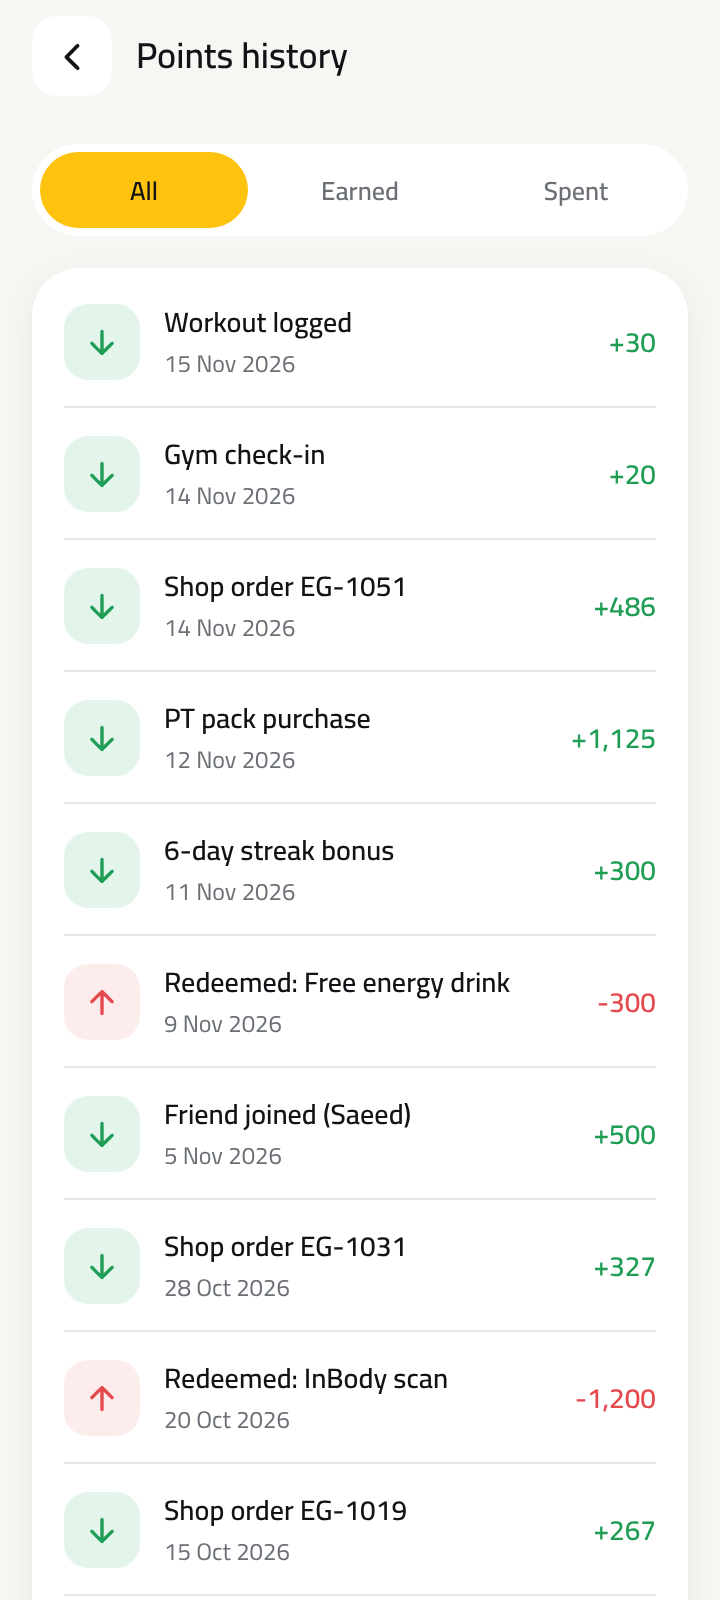 Points history
All
Earned
Spent
Workout logged
15 Nov 2026
+30
Gym check-in
14 Nov 2026
+20
Shop order EG-1051
14 Nov 2026
+486
PT pack purchase
12 Nov 2026
+1,125
6-day streak bonus
11 Nov 2026
+300
Redeemed: Free energy drink
9 Nov 2026
-300
Friend joined (Saeed)
5 Nov 2026
+500
Shop order EG-1031
28 Oct 2026
+327
Redeemed: InBody scan
20 Oct 2026
-1,200
Shop order EG-1019
15 Oct 2026
+267